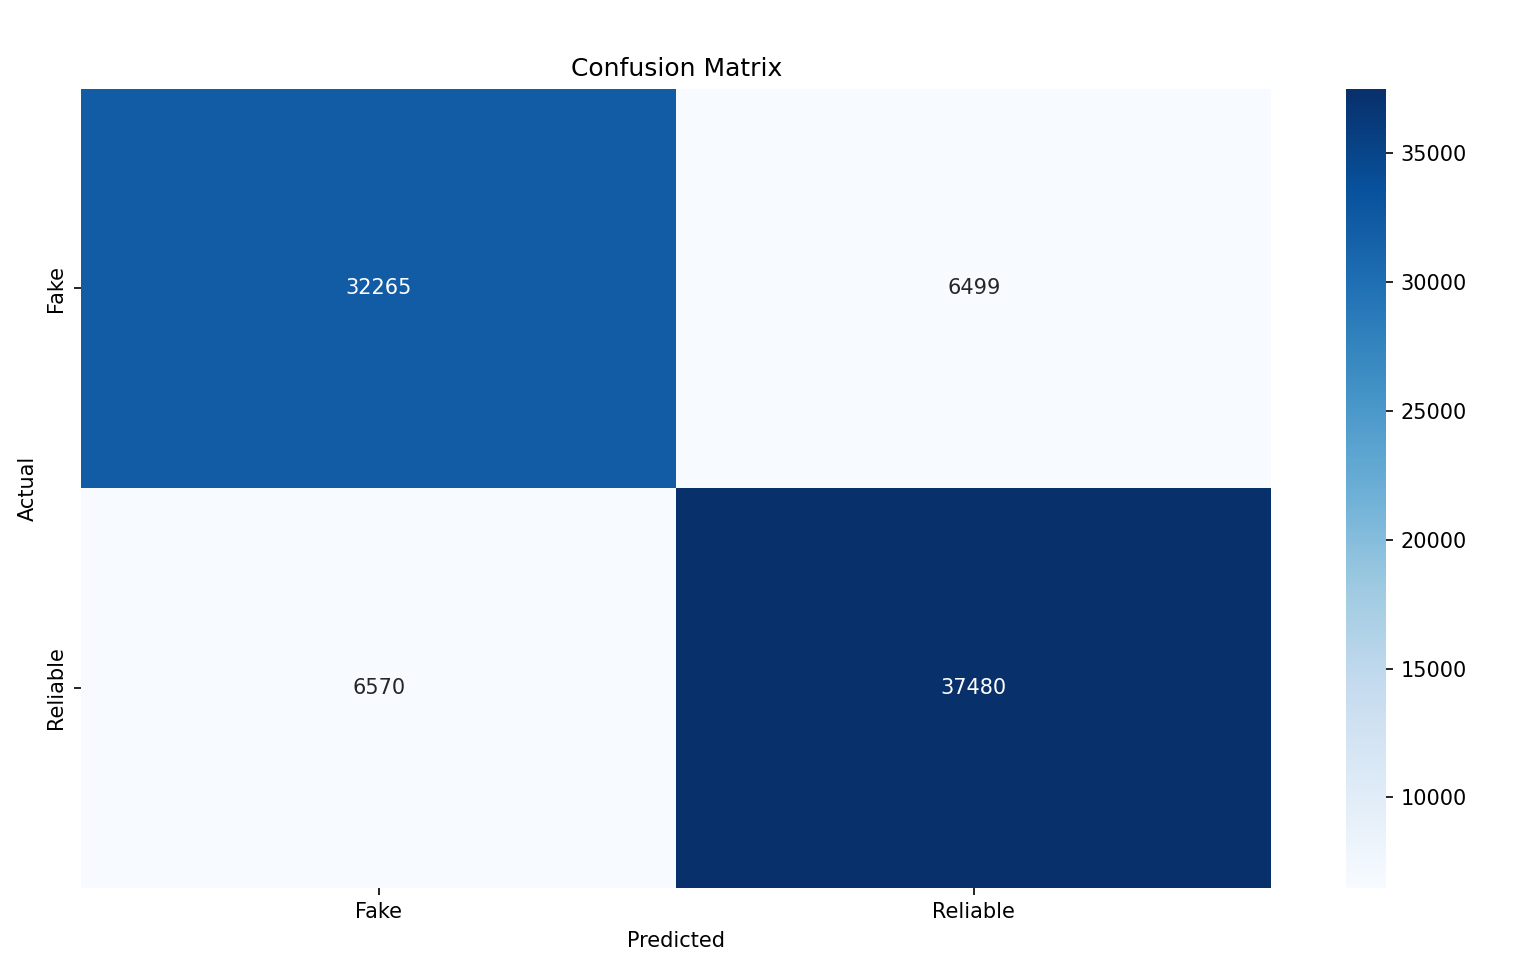 Confusion Matrix
Actual
Fake
32265
6499
Reliable
6570
37480
Fake
Reliable
Predicted
35000
30000
25000
20000
15000
10000